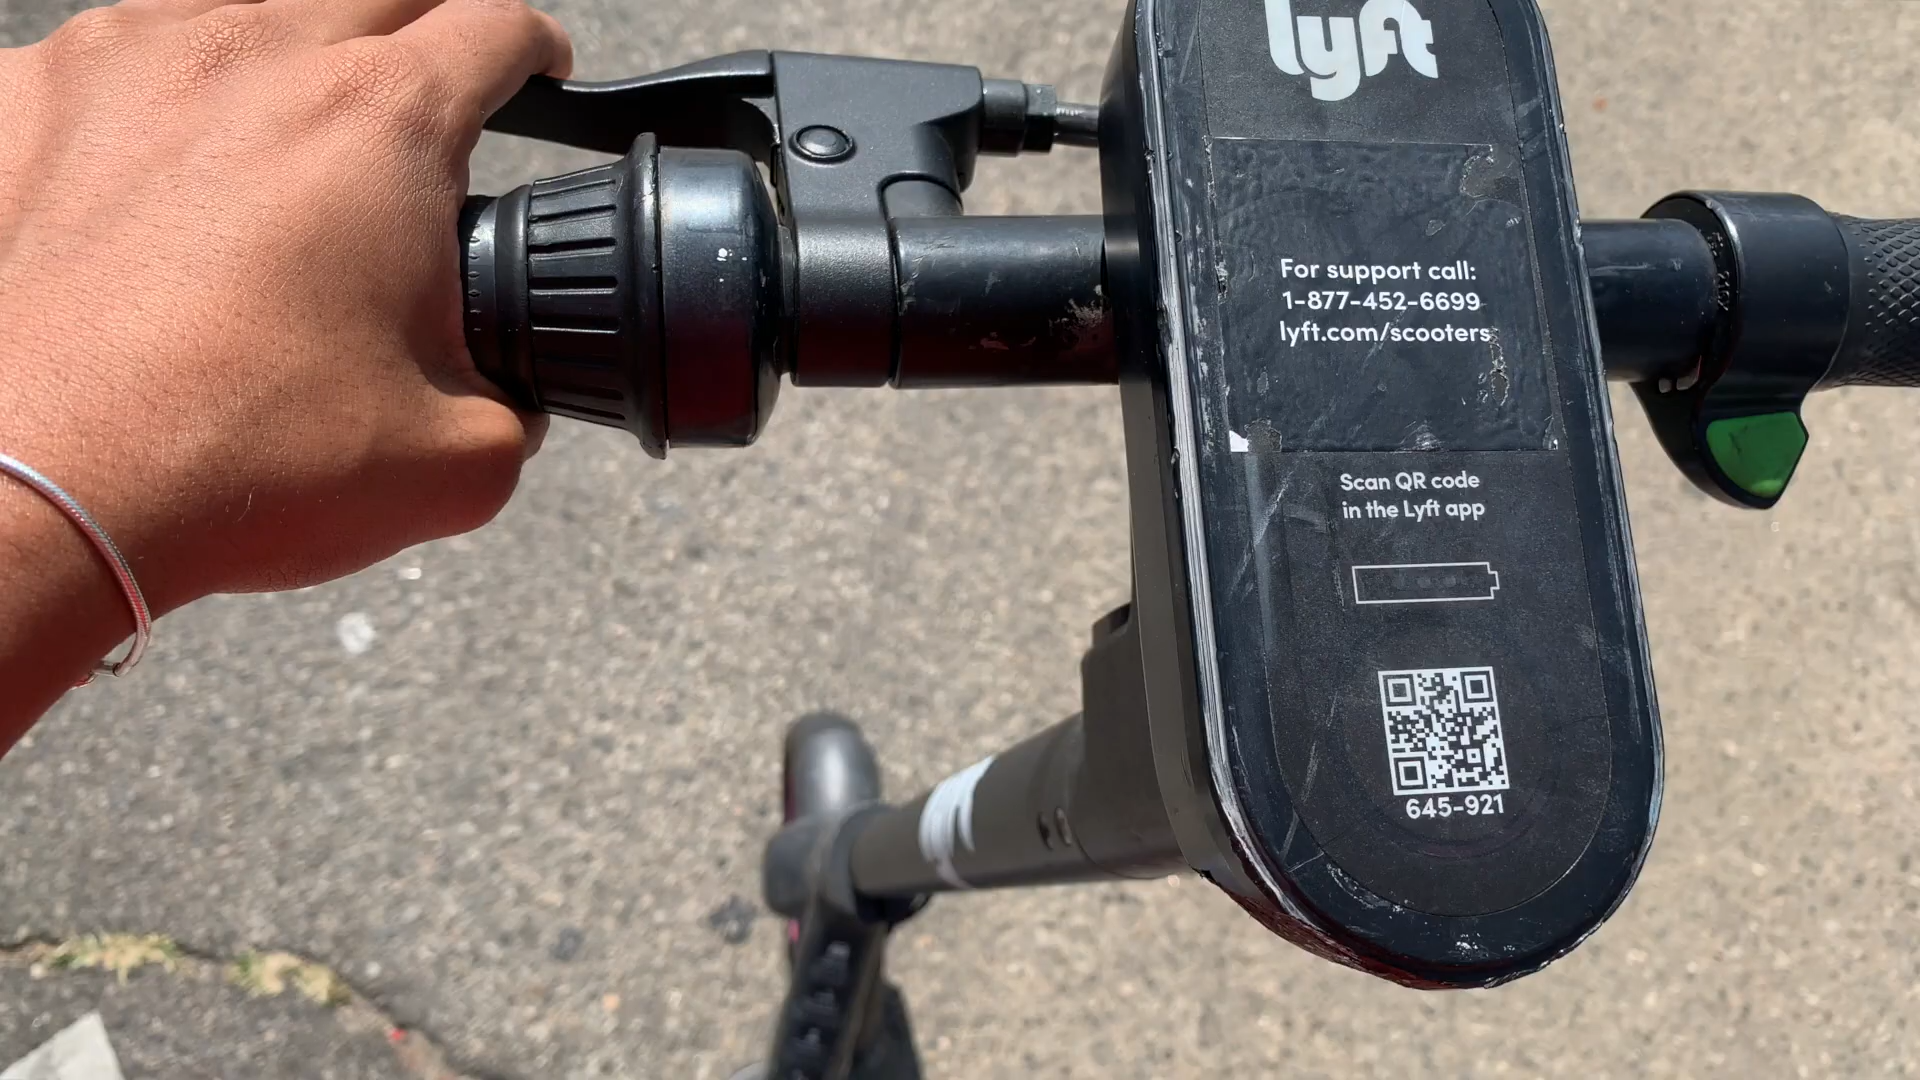 lyft
For support call:
1-877-452-6699
lyft.com/scooters
Scan QR code
in the Lyft app
645-921